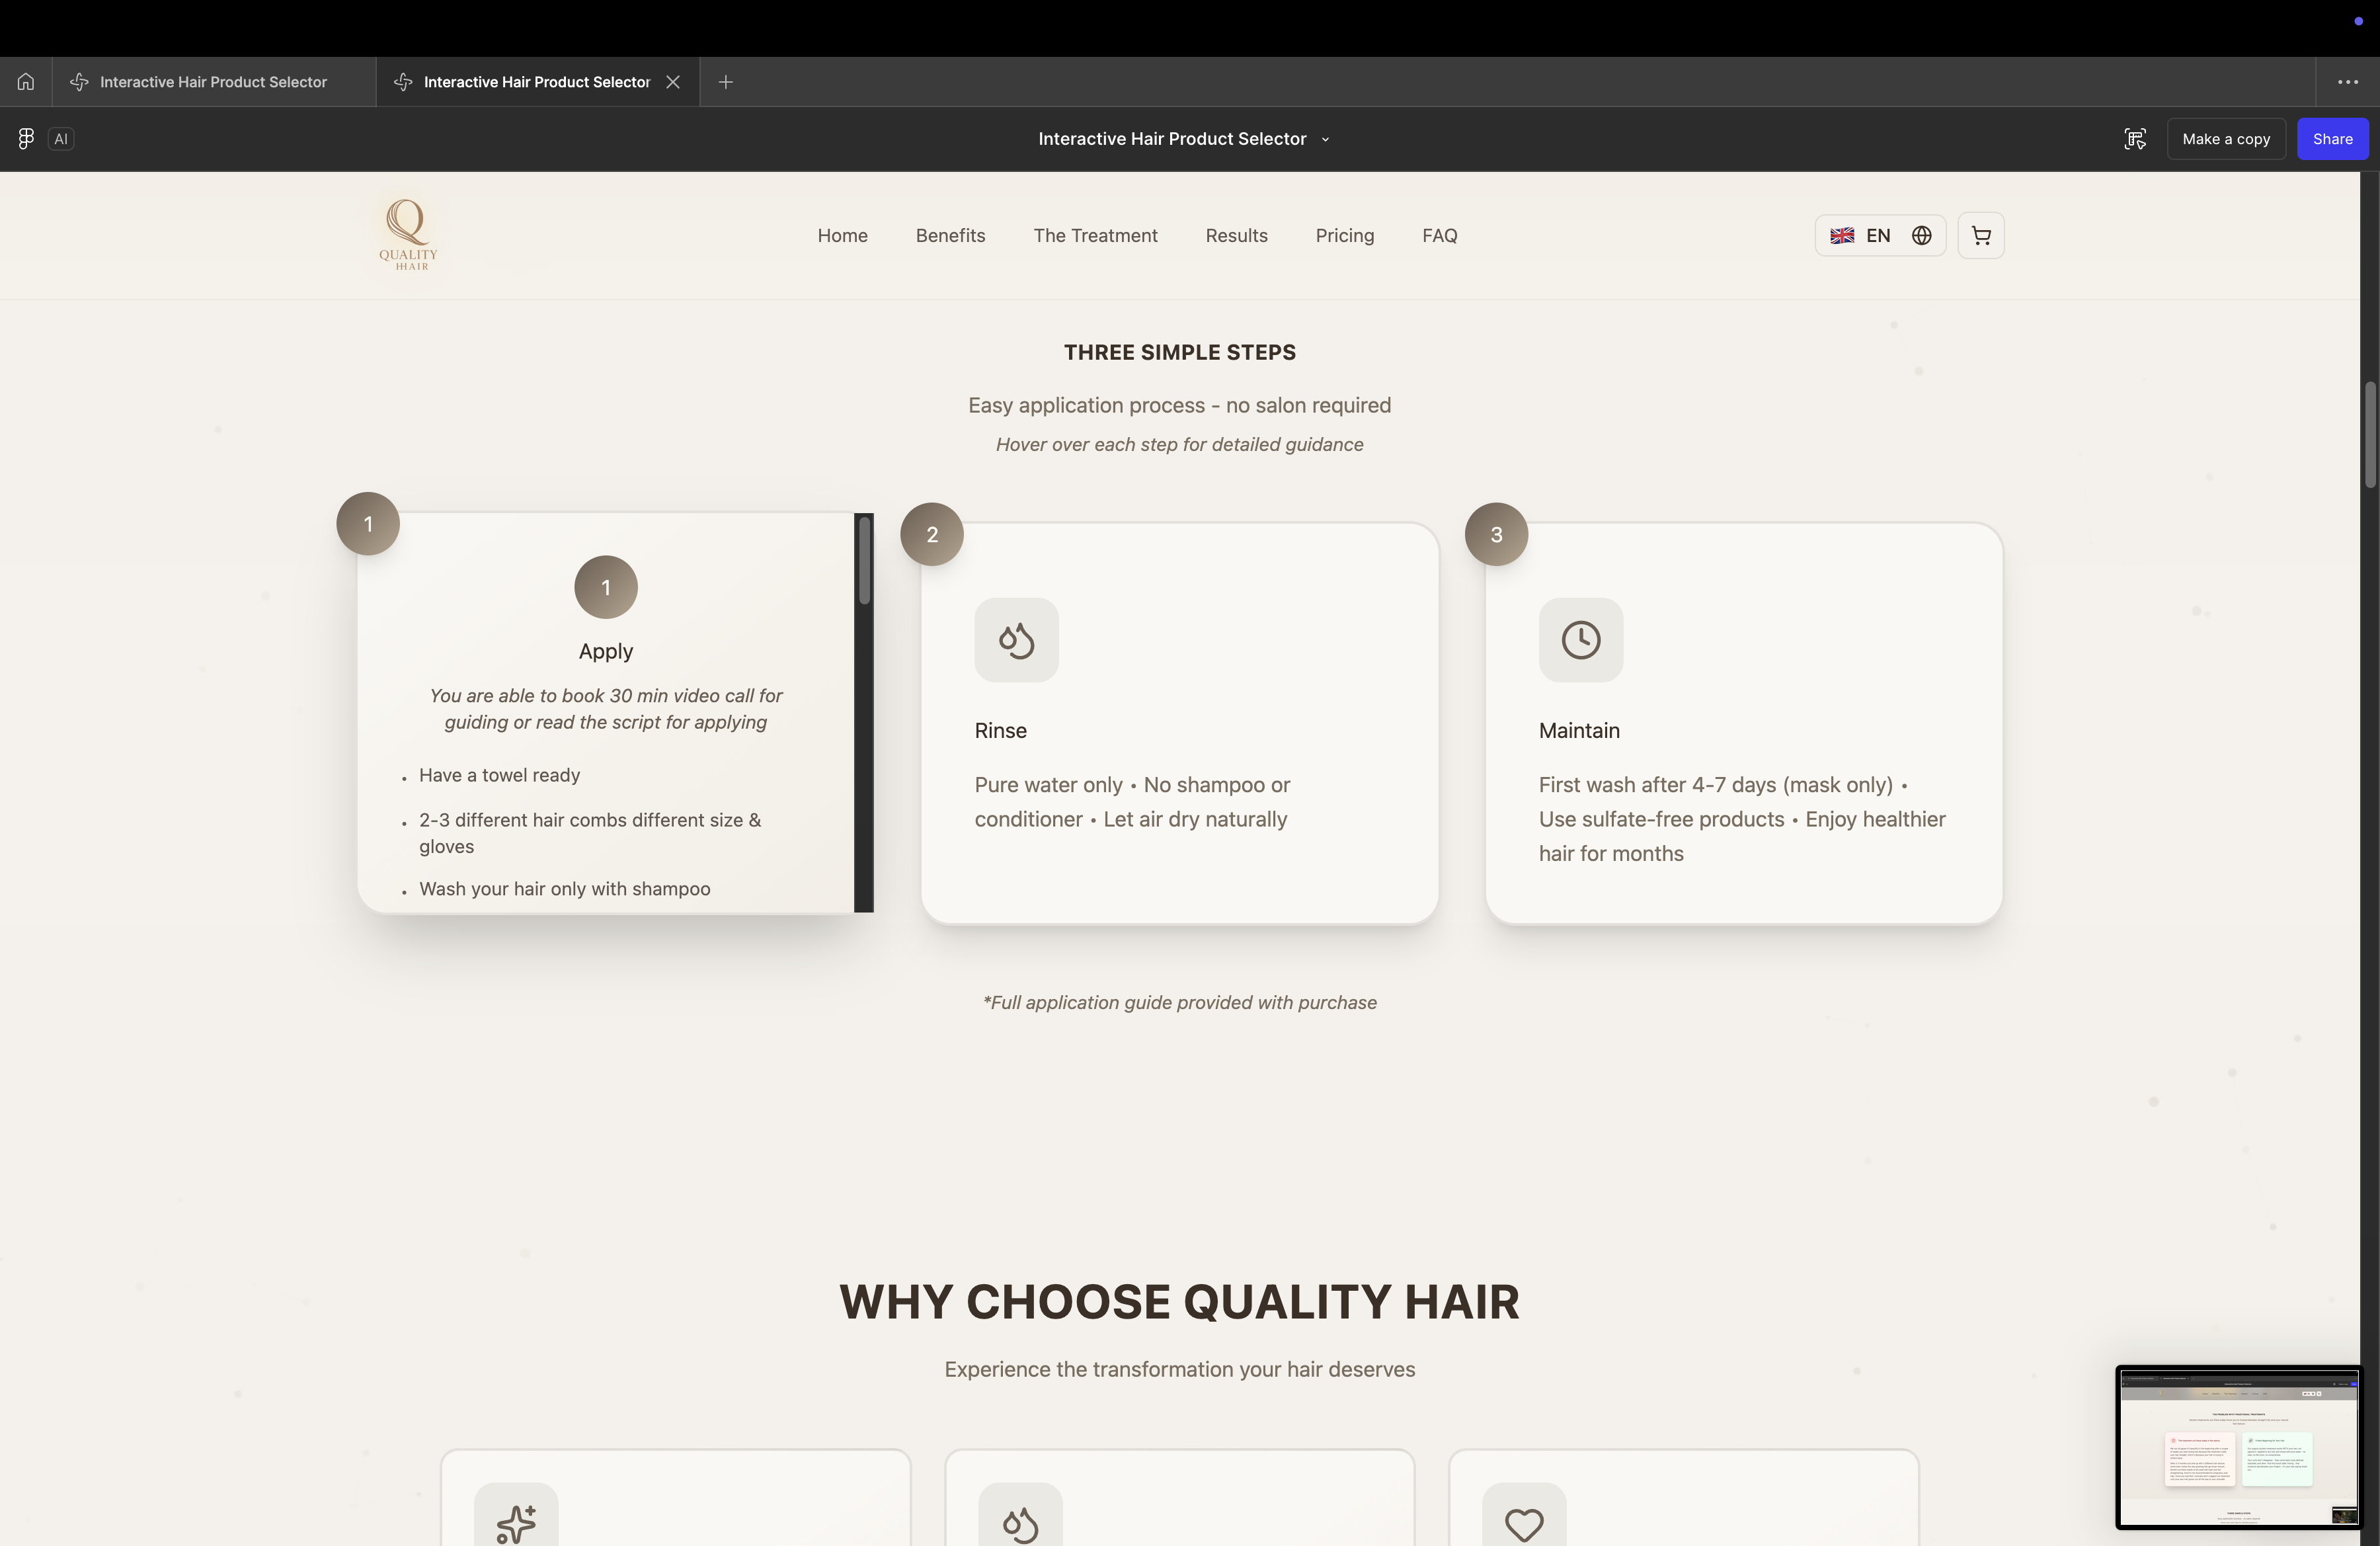 Interactive Hair Product Selector
Interactive Hair Product Selector
AI
Interactive Hair Product Selector
Make a copy
Share
Q
QUALITY
HHAIR
Home
Benefits
The Treatment
Results
Pricing
FAQ
EN
THREE SIMPLE STEPS
Easy application process - no salon required
Hover over each step for detailed guidance
1
1
Apply
You are able to book 30 min video call for
guiding or read the script for applying
• Have a towel ready
• 2-3 different hair combs different size &
gloves
• Wash your hair only with shampoo
2
Rinse
Pure water only • No shampoo or
conditioner • Let air dry naturally
3
Maintain
First wash after 4-7 days (mask only) •
Use sulfate-free products • Enjoy healthier
hair for months
*Full application guide provided with purchase
WHY CHOOSE QUALITY HAIR
Experience the transformation your hair deserves